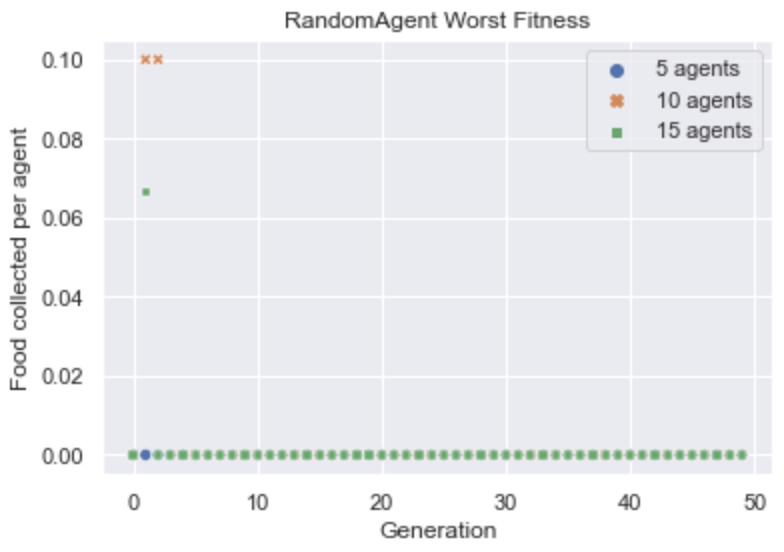 RandomAgent Worst Fitness
5 agents
10 agents
15 agents
Food collected per agent
0.10
0.08
0.06
0.04
0.02
0.00
0 10 20 30 40 50
Generation